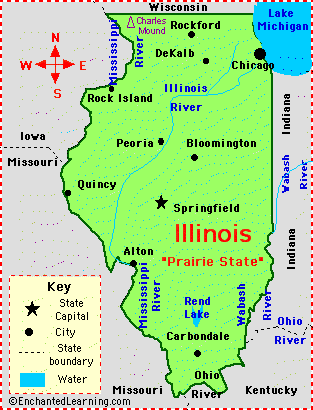 Wisconsin
Lake
Michigan
Charles
Mound
Rockford
Mississippi
River
N
W E
S
DeKalb
Chicago
Illinois
River
Rock Island
Indiana
Iowa
Missouri
Peoria
Bloomington
Wabash
River
Quincy
Springfield
Illinois
"Prairie State"
Indiana
Alton
Mississippi
River
Rend
Lake
Wabash
River
Ohio
River
Carbondale
Ohio
River
Missouri
Kentucky
Key
State
Capital
City
State
boundary
Water
©EnchantedLearning.com